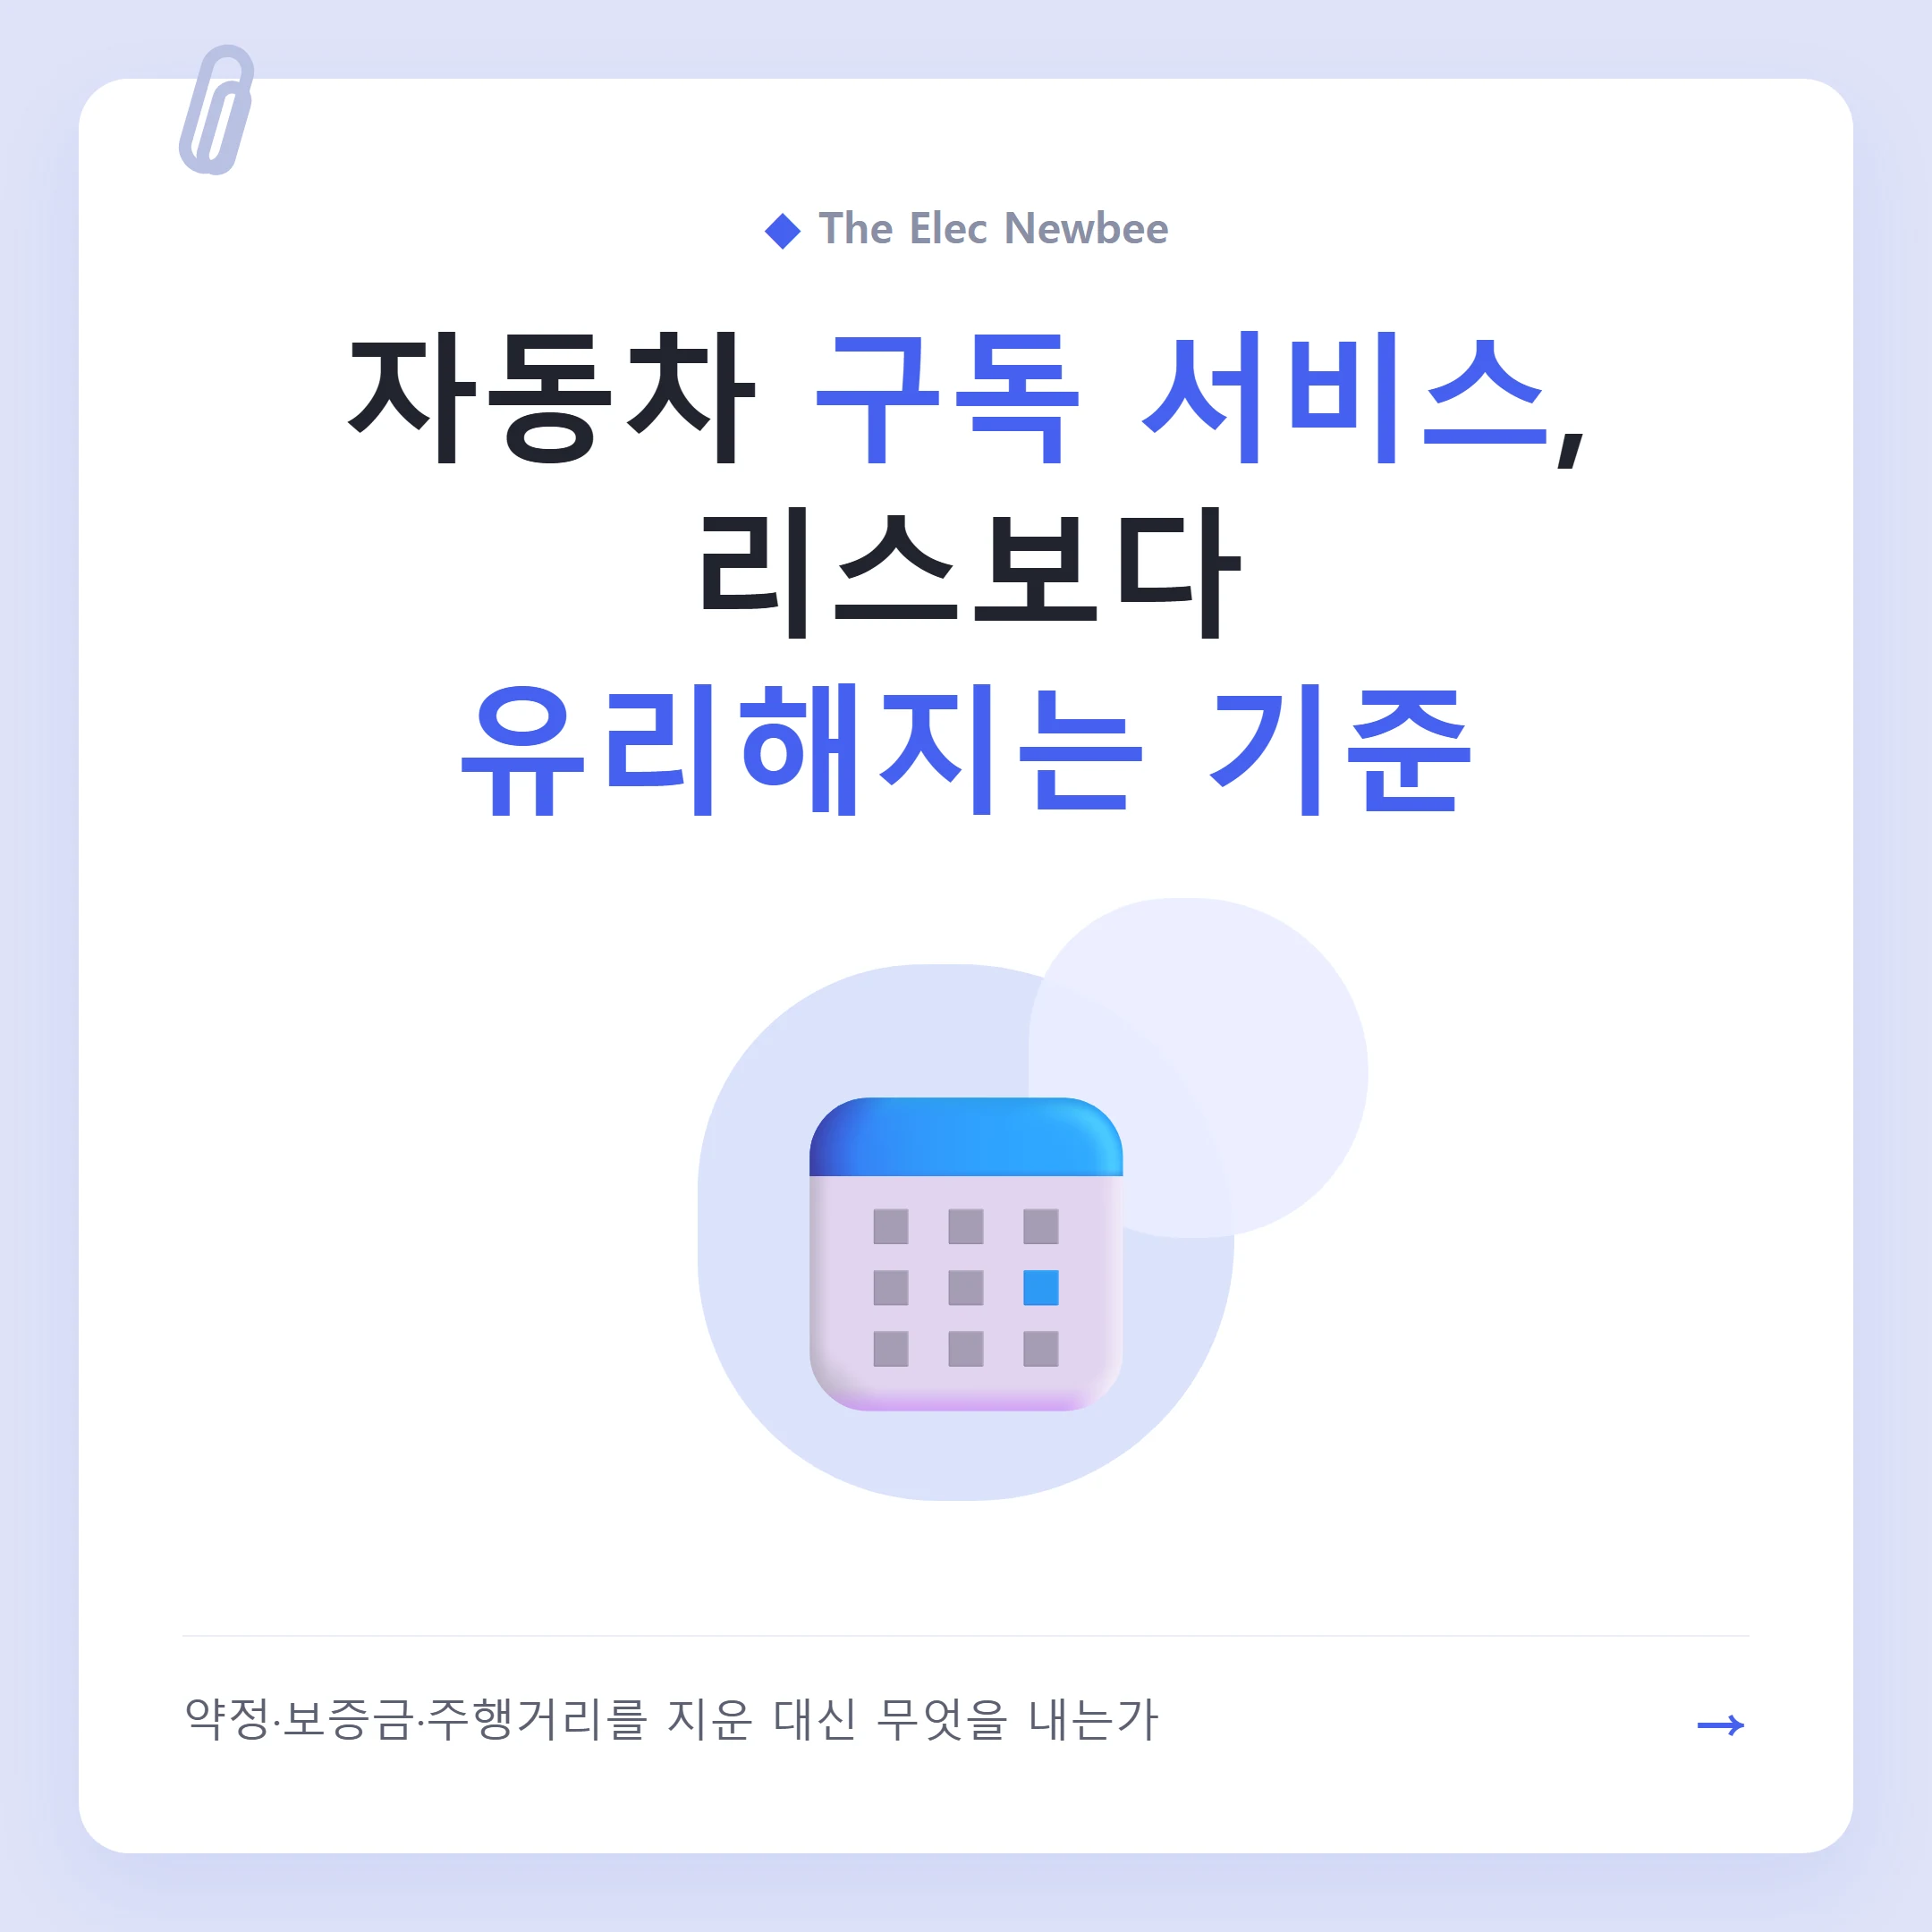 The Elec Newbee
자동차 구독 서비스,
리스보다
유리해지는 기준
약정·보증금·주행거리를 지운 대신 무엇을 내는가
→